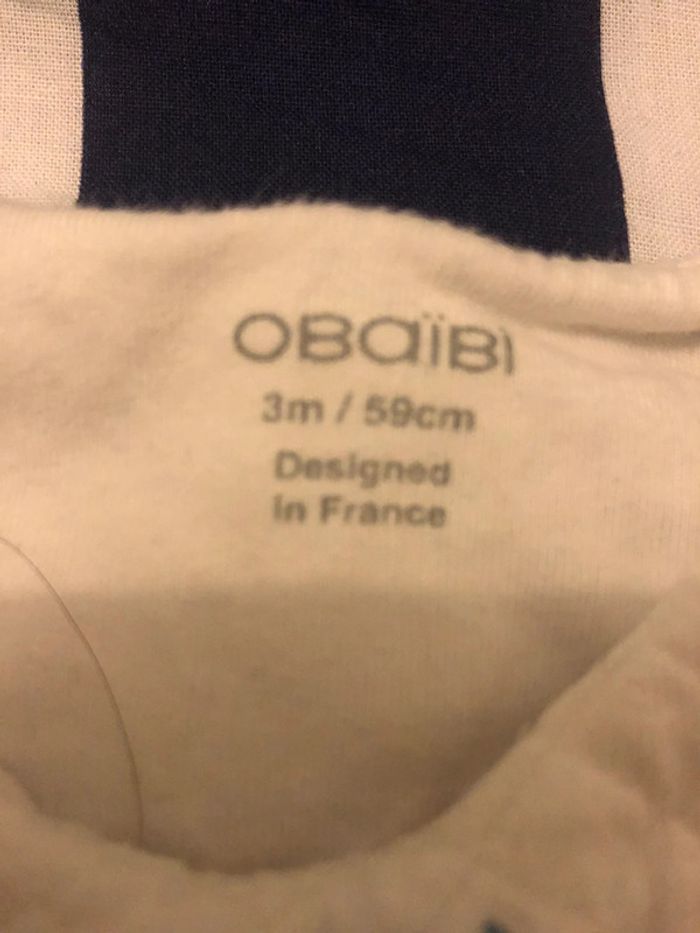 OBaïBi
3m / 59cm
Designed
in France